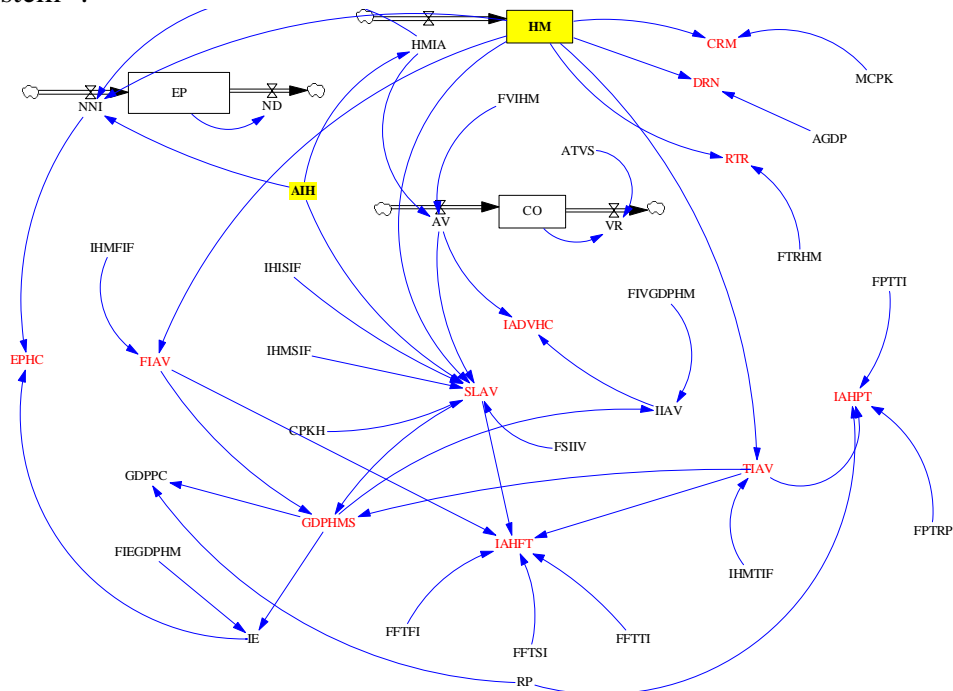 HM
HMIA
CRM
MCPK
DRN
EP
NNI
ND
FVIHM
AGDP
ATVS
RTR
AIH
CO
AV
VR
IHMFIF
FTRHM
IHISIF
FIVGDPHM
FPTTI
IADVHC
EPHC
FIAV
IHMSIF
SLAV
IIAV
IAHPT
CPKH
FSIIV
GDPPC
TIAV
GDPHMS
FPTRP
IAHFT
FIEGDPHM
IHMTIF
FFTFI
IE
FFTSI
FFTTI
RP